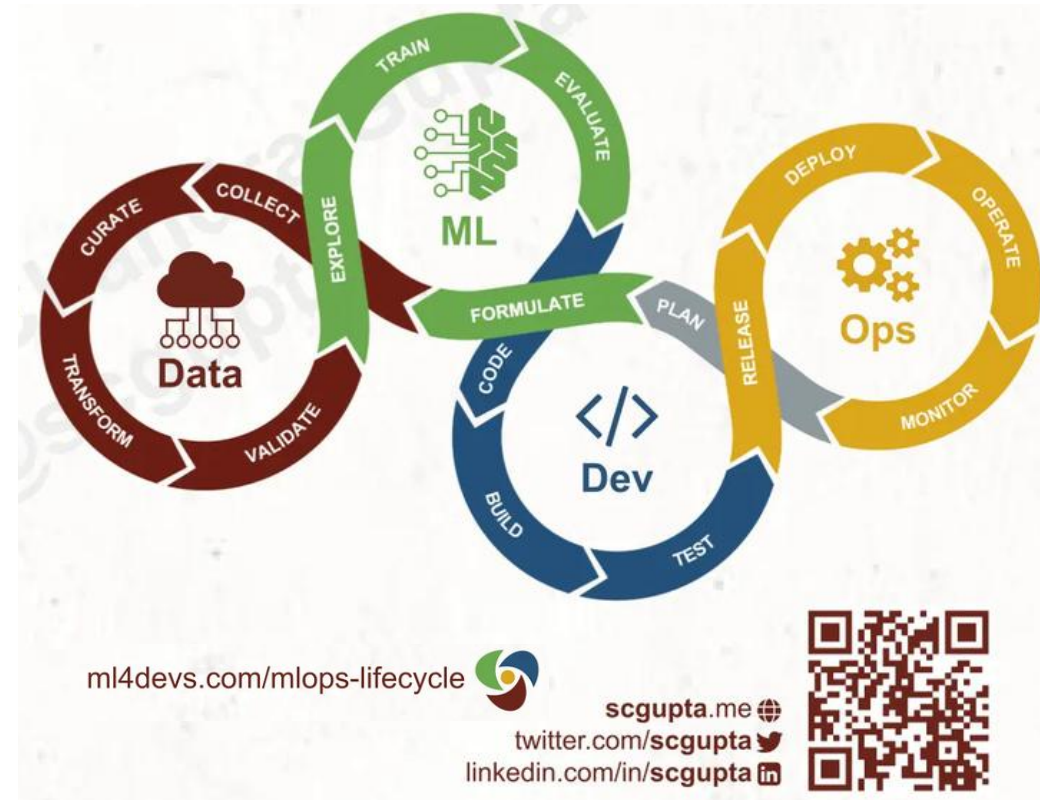 TRAIN
EVALUATE
ML
EXPLORE
COLLECT
CURATE
Data
TRANSFORM
VALIDATE
FORMULATE
PLAN
CODE
Dev
BUILD
TEST
RELEASE
DEPLOY
OPERATE
Ops
MONITOR
ml4devs.com/mlops-lifecycle
scgupta.me
twitter.com/scgupta
linkedin.com/in/scgupta
in